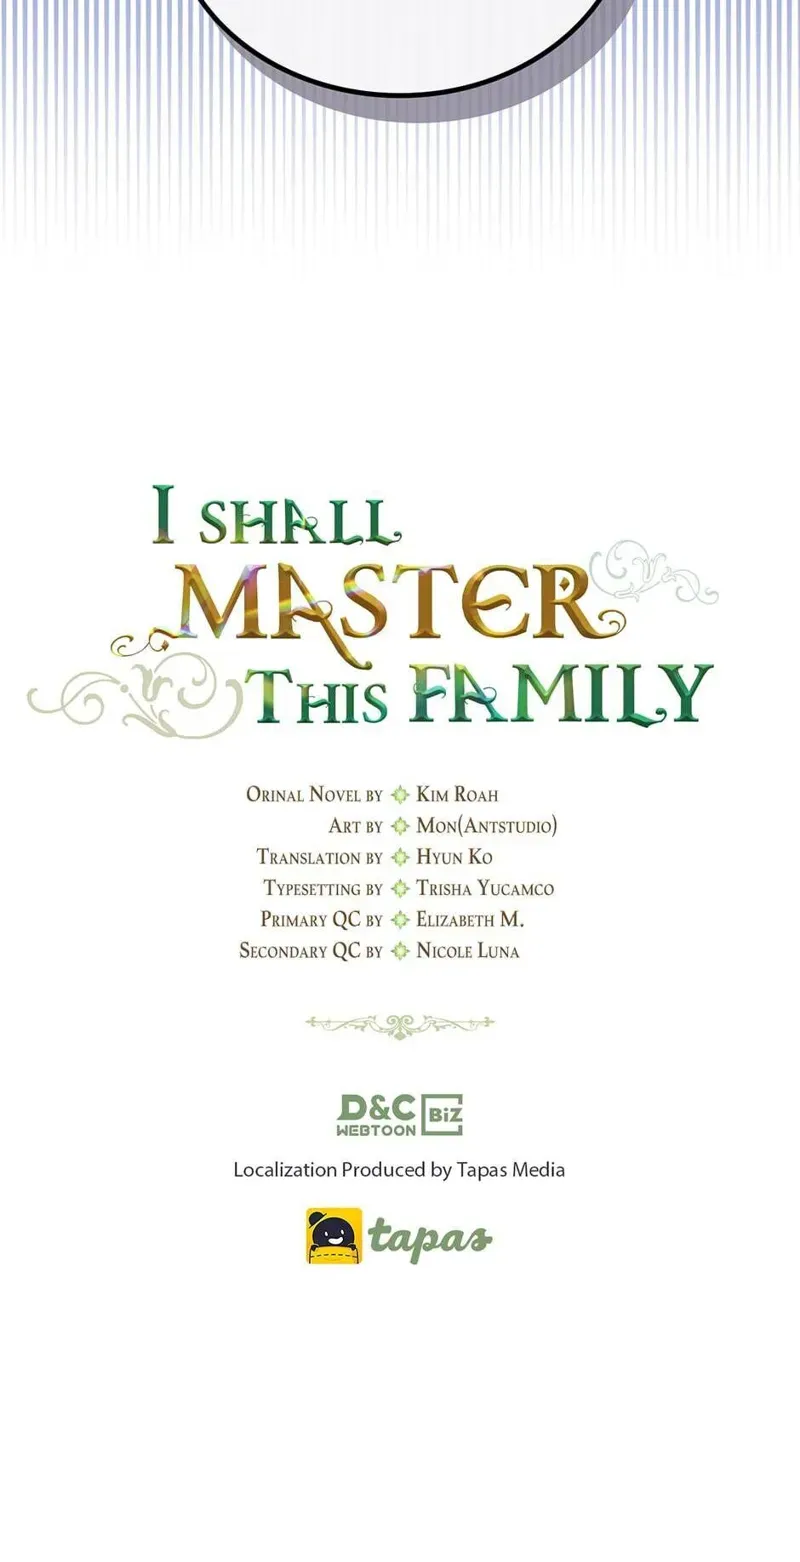 I SHALL
MASTER
THIS FAMILY
ORINAL NOVEL BY KIM ROAH
ART BY MON(ANTSTUDIO)
TRANSLATION BY HYUN KO
TYPESETTING BY TRISHA YUCAMCO
PRIMARY QC BY ELIZABETH M.
SECONDARY QC BY NICOLE LUNA
D&C
WEBTOON BiZ
Localization Produced by Tapas Media
tapas